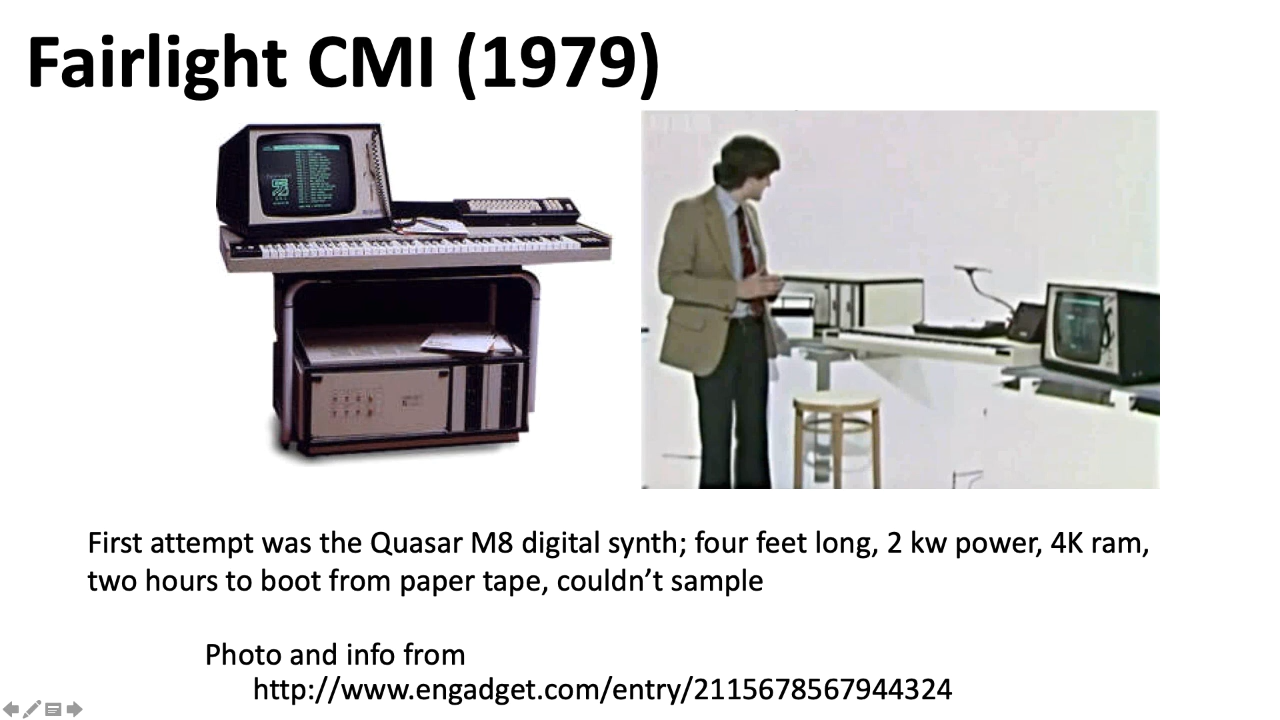 Fairlight CMI (1979)
First attempt was the Quasar M8 digital synth; four feet long, 2 kw power, 4K ram,
two hours to boot from paper tape, couldn’t sample
Photo and info from
http://www.engadget.com/entry/2115678567944324